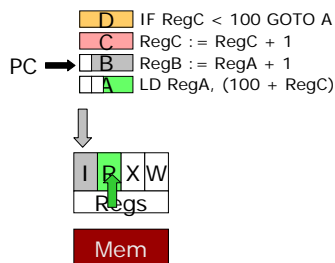 D IF RegC < 100 GOTO A
C RegC := RegC + 1
PC B RegB := RegA + 1
A LD RegA, (100 + RegC)
I R X W
Regs
Mem